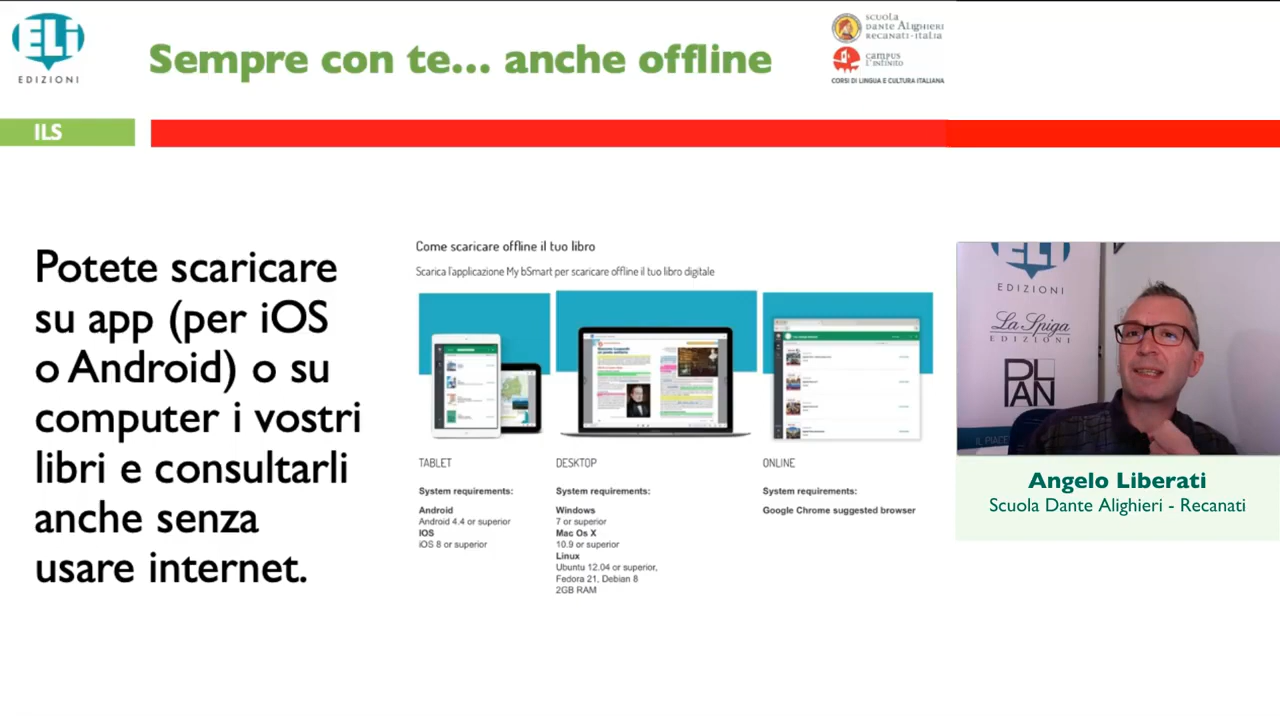 ELi
EDIZIONI
Sempre con te... anche offline
SCUOLA
DANTE ALIGHIERI
RECANATI·ITALIA
CAMPUS
L'INFINITO
CORSI DI LINGUA E CULTURA ITALIANA
ILS
Potete scaricare
su app (per iOS
o Android) o su
computer i vostri
libri e consultarli
anche senza
usare internet.
Come scaricare offline il tuo libro
Scarica l'applicazione My bSmart per scaricare offline il tuo libro digitale
TABLET
System requirements:
Android
Android 4.4 or superior
IOS
iOS 8 or superior
DESKTOP
System requirements:
Windows
7 or superior
Mac Os X
10.9 or superior
Linux
Ubuntu 12.04 or superior,
Fedora 21, Debian 8
2GB RAM
ONLINE
System requirements:
Google Chrome suggested browser
ELi
EDIZIONI
La Spiga
EDIZIONI
PLAN
IL PIACE
Angelo Liberati
Scuola Dante Alighieri - Recanati